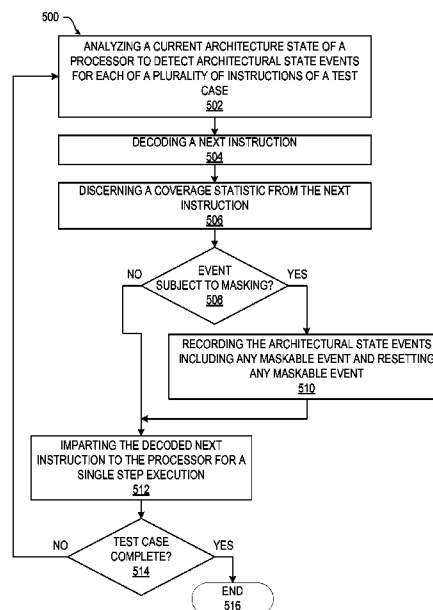 500
ANALYZING A CURRENT ARCHITECTURE STATE OF A
PROCESSOR TO DETECT ARCHITECTURAL STATE EVENTS
FOR EACH OF A PLURALITY OF INSTRUCTIONS OF A TEST
CASE
502
DECODING A NEXT INSTRUCTION
504
DISCERNING A COVERAGE STATISTIC FROM THE NEXT
INSTRUCTION
506
NO
EVENT
SUBJECT TO MASKING?
508
YES
RECORDING THE ARCHITECTURAL STATE EVENTS
INCLUDING ANY MASKABLE EVENT AND RESETTING
ANY MASKABLE EVENT
510
IMPARTING THE DECODED NEXT
INSTRUCTION TO THE PROCESSOR FOR A
SINGLE STEP EXECUTION
512
NO
TEST CASE
COMPLETE?
514
YES
END
516